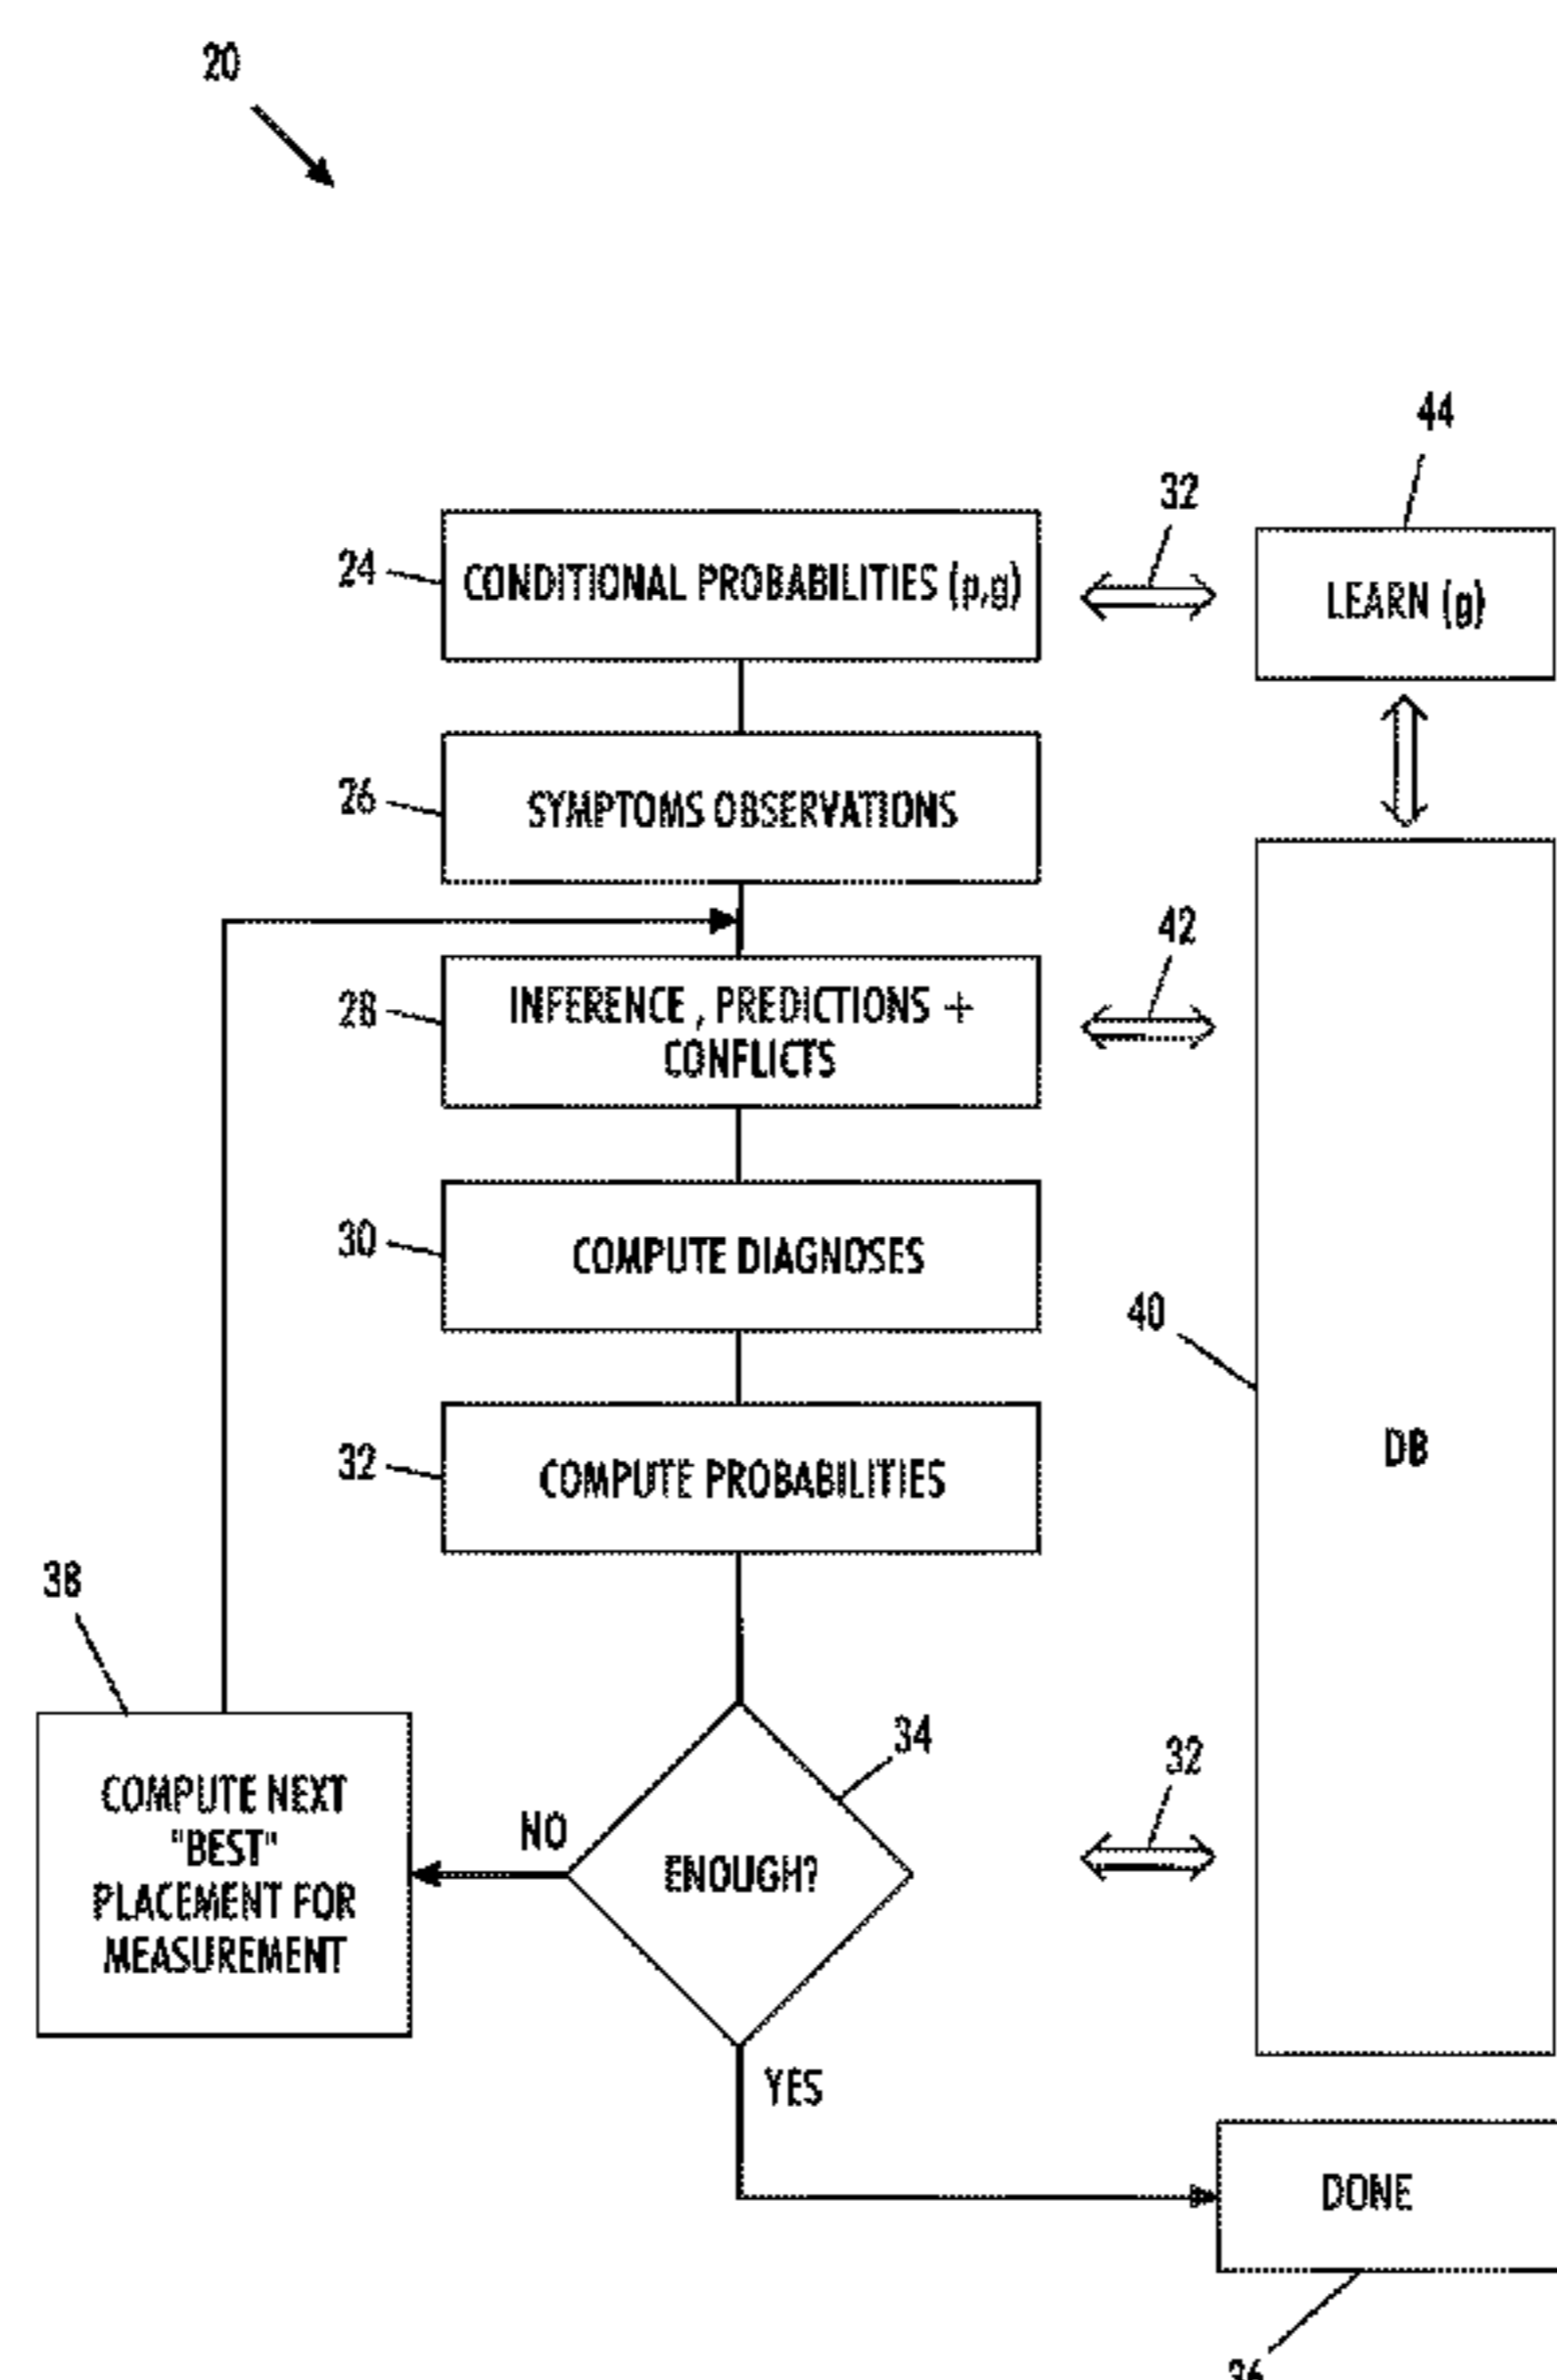 20
44
32
24
CONDITIONAL PROBABILITIES (p,g)
LEARN (g)
26
SYMPTOMS OBSERVATIONS
42
28
INFERENCE, PREDICTIONS +
CONFLICTS
30
COMPUTE DIAGNOSES
40
DB
32
COMPUTE PROBABILITIES
38
34
32
COMPUTE NEXT
"BEST"
PLACEMENT FOR
MEASUREMENT
NO
ENOUGH?
YES
DONE
36